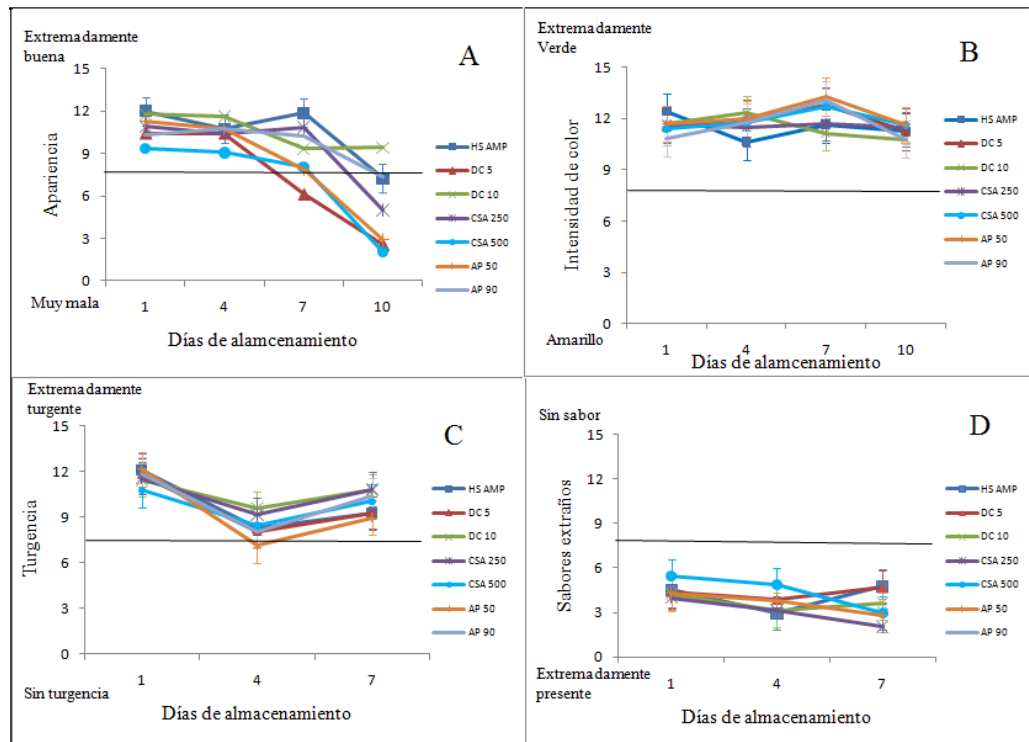 Extremadamente
buena
A
Apariencia
15
12
9
6
3
0
Muy mala
1 4 7 10
Días de alamcenamiento
HS AMP
DC 5
DC 10
CSA 250
CSA 500
AP 50
AP 90
Extremadamente
Verde
B
Intensidad de color
15
12
9
6
3
0
Amarillo
1 4 7 10
Días de alamcenamiento
HS AMP
DC 5
DC 10
CSA 250
CSA 500
AP 50
AP 90
Extremadamente
turgente
C
Turgencia
15
12
9
6
3
0
Sin turgencia
1 4 7
Días de almacenamiento
HS AMP
DC 5
DC 10
CSA 250
CSA 500
AP 50
AP 90
Sin sabor
D
Sabores extraños
15
12
9
6
3
0
Extremadamente
presente
1 4 7
Días de almacenamiento
HS AMP
DC 5
DC 10
CSA 250
CSA 500
AP 50
AP 90